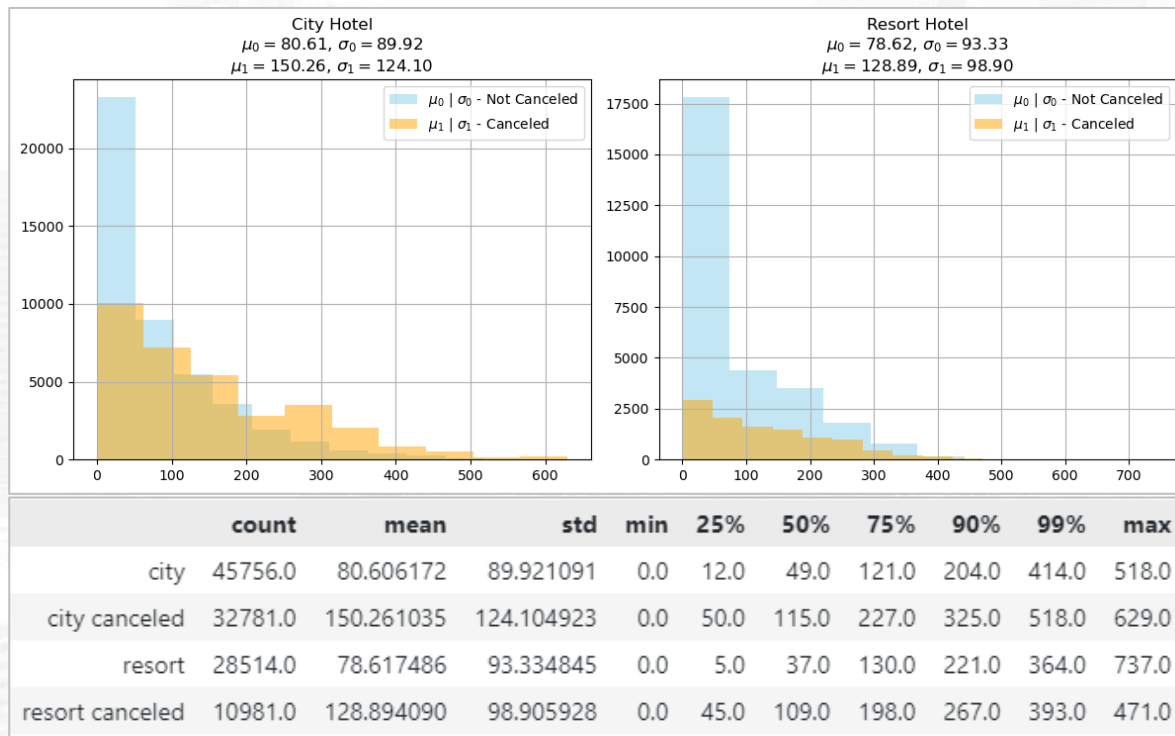 City Hotel
μ₀ = 80.61, σ₀ = 89.92
μ₁ = 150.26, σ₁ = 124.10
μ₀ | σ₀ - Not Canceled
μ₁ | σ₁ - Canceled
20000
15000
10000
5000
0
0 100 200 300 400 500 600
Resort Hotel
μ₀ = 78.62, σ₀ = 93.33
μ₁ = 128.89, σ₁ = 98.90
μ₀ | σ₀ - Not Canceled
μ₁ | σ₁ - Canceled
17500
15000
12500
10000
7500
5000
2500
0
0 100 200 300 400 500 600 700
count mean std min 25% 50% 75% 90% 99% max
city 45756.0 80.606172 89.921091 0.0 12.0 49.0 121.0 204.0 414.0 518.0
city canceled 32781.0 150.261035 124.104923 0.0 50.0 115.0 227.0 325.0 518.0 629.0
resort 28514.0 78.617486 93.334845 0.0 5.0 37.0 130.0 221.0 364.0 737.0
resort canceled 10981.0 128.894090 98.905928 0.0 45.0 109.0 198.0 267.0 393.0 471.0